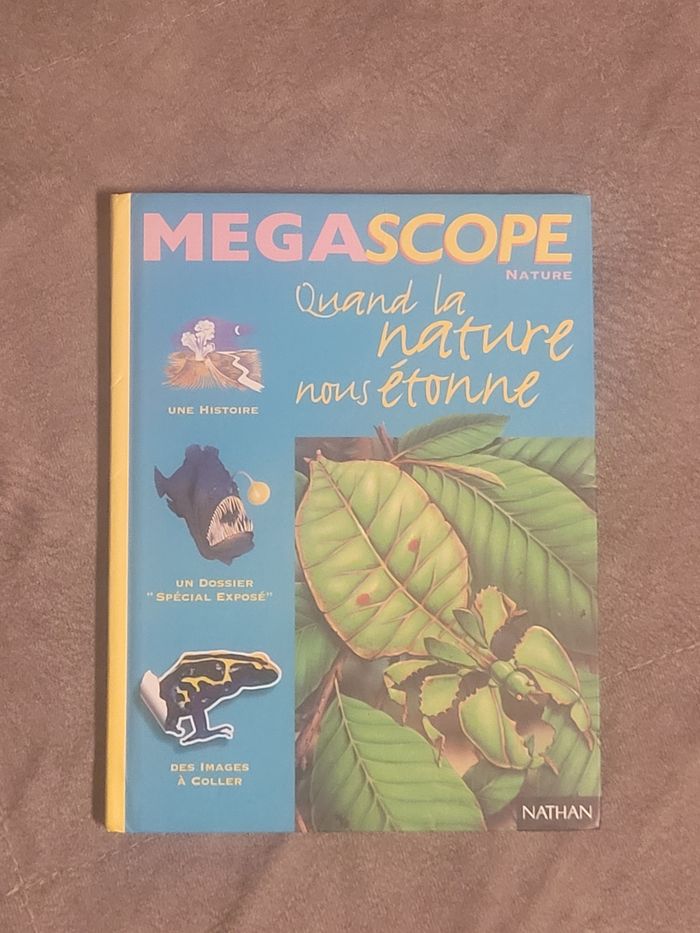 MEGASCOPE
NATURE
Quand la
nature
nous étonne
UNE HISTOIRE
UN DOSSIER
"SPÉCIAL EXPOSÉ"
DES IMAGES
À COLLER
NATHAN